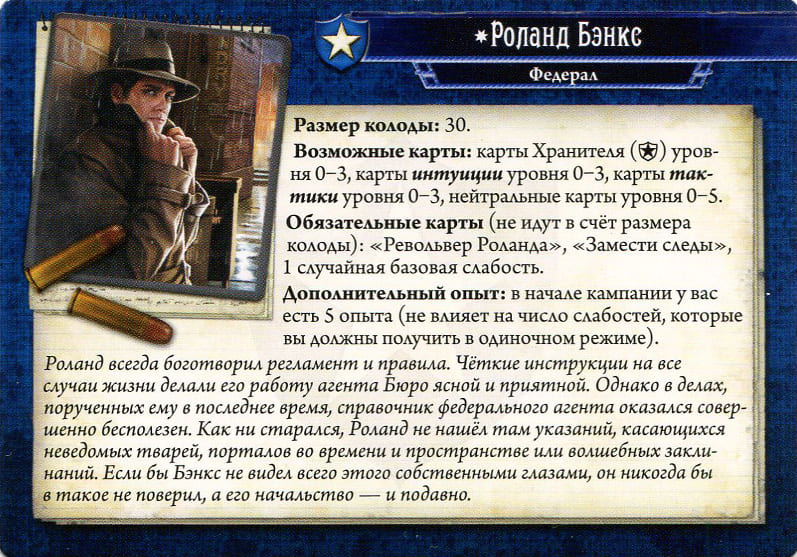 ✷Роланд Бэнкс
Федерал
Размер колоды: 30.
Возможные карты: карты Хранителя () уров-
ня 0–3, карты интуиции уровня 0–3, карты так-
тики уровня 0–3, нейтральные карты уровня 0–5.
Обязательные карты (не идут в счёт размера
колоды): «Револьвер Роланда», «Замести следы»,
1 случайная базовая слабость.
Дополнительный опыт: в начале кампании у вас
есть 5 опыта (не влияет на число слабостей, которые
вы должны получить в одиночном режиме).
Роланд всегда боготворил регламент и правила. Чёткие инструкции на все
случаи жизни делали его работу агента Бюро ясной и приятной. Однако в делах,
порученных ему в последнее время, справочник федерального агента оказался совер-
шенно бесполезен. Как ни старался, Роланд не нашёл там указаний, касающихся
неведомых тварей, порталов во времени и пространстве или волшебных закли-
наний. Если бы Бэнкс не видел всего этого собственными глазами, он никогда бы
в такое не поверил, а его начальство — и подавно.